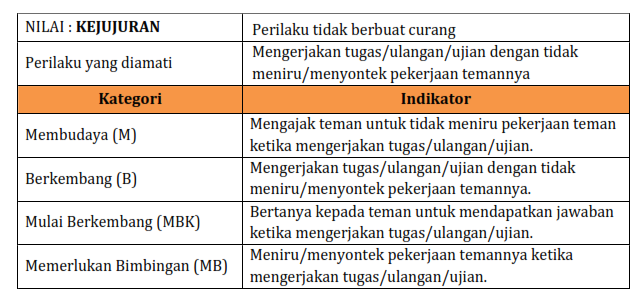 NILAI : KEJUJURAN
Perilaku tidak berbuat curang
Perilaku yang diamati
Mengerjakan tugas/ulangan/ujian dengan tidak
meniru/menyontek pekerjaan temannya
Kategori
Indikator
Membudaya (M)
Mengajak teman untuk tidak meniru pekerjaan teman
ketika mengerjakan tugas/ulangan/ujian.
Berkembang (B)
Mengerjakan tugas/ulangan/ujian dengan tidak
meniru/menyontek pekerjaan temannya.
Mulai Berkembang (MBK)
Bertanya kepada teman untuk mendapatkan jawaban
ketika mengerjakan tugas/ulangan/ujian.
Memerlukan Bimbingan (MB)
Meniru/menyontek pekerjaan temannya ketika
mengerjakan tugas/ulangan/ujian.